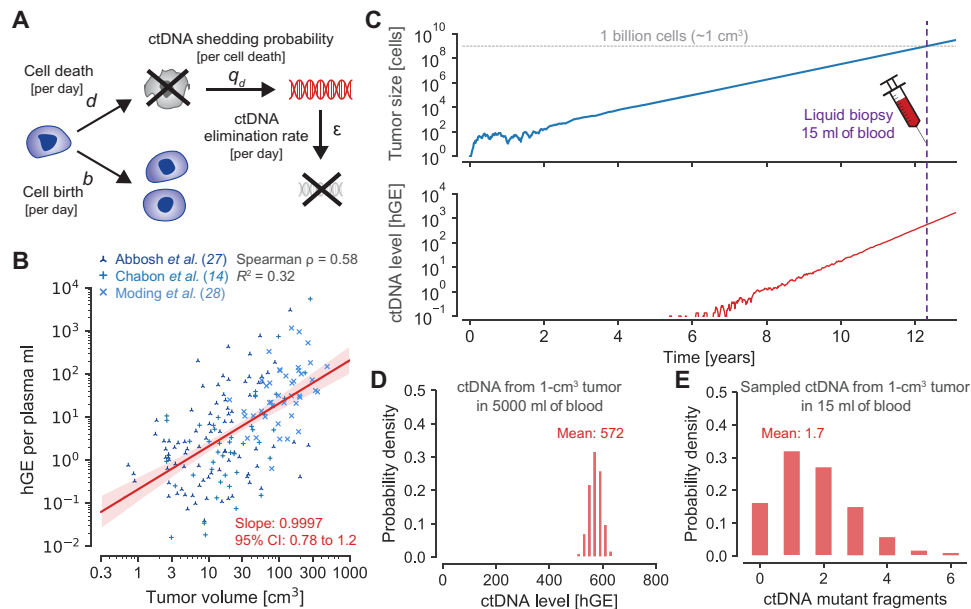 A
ctDNA shedding probability
[per cell death]
Cell death
[per day]
d
q_d
ctDNA
elimination rate
[per day]
ε
b
Cell birth
[per day]
B
Abbosh et al. (27)
Chabon et al. (14)
Moding et al. (28)
Spearman ρ = 0.58
R² = 0.32
hGE per plasma ml
10⁴
10³
10²
10¹
10⁰
10⁻¹
10⁻²
Slope: 0.9997
95% CI: 0.78 to 1.2
0.3 1 3 10 30 100 300 1000
Tumor volume [cm³]
C
Tumor size [cells]
10¹⁰
10⁸
10⁶
10⁴
10²
10⁰
1 billion cells (~1 cm³)
Liquid biopsy
15 ml of blood
ctDNA level [hGE]
10⁴
10³
10²
10¹
10⁰
10⁻¹
0 2 4 6 8 10 12
Time [years]
D
ctDNA from 1-cm³ tumor
in 5000 ml of blood
Mean: 572
Probability density
0.5
0.4
0.3
0.2
0.1
0.0
0 200 400 600 800
ctDNA level [hGE]
E
Sampled ctDNA from 1-cm³ tumor
in 15 ml of blood
Mean: 1.7
Probability density
0.5
0.4
0.3
0.2
0.1
0.0
0 2 4 6
ctDNA mutant fragments